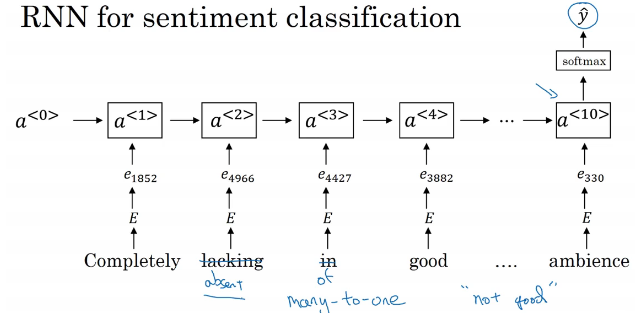 RNN for sentiment classification
ŷ
softmax
a<0> a<1> a<2> a<3> a<4> ... a<10>
e1852 e4966 e4427 e3882 e330
E E E E E
Completely lacking in good .... ambience
absent of
many-to-one "not good"